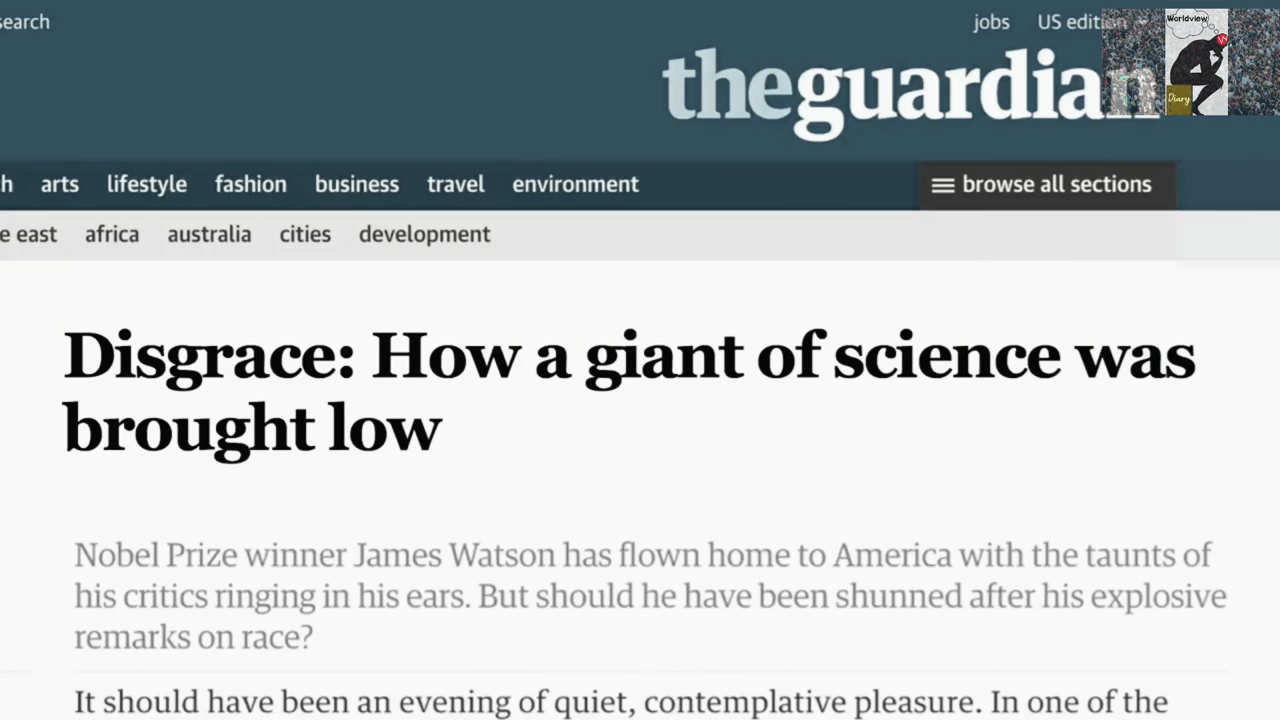 search
jobs US edition
Worldview
Diary
theguardian
h arts lifestyle fashion business travel environment
browse all sections
e east africa australia cities development
Disgrace: How a giant of science was
brought low
Nobel Prize winner James Watson has flown home to America with the taunts of
his critics ringing in his ears. But should he have been shunned after his explosive
remarks on race?
It should have been an evening of quiet, contemplative pleasure. In one of the